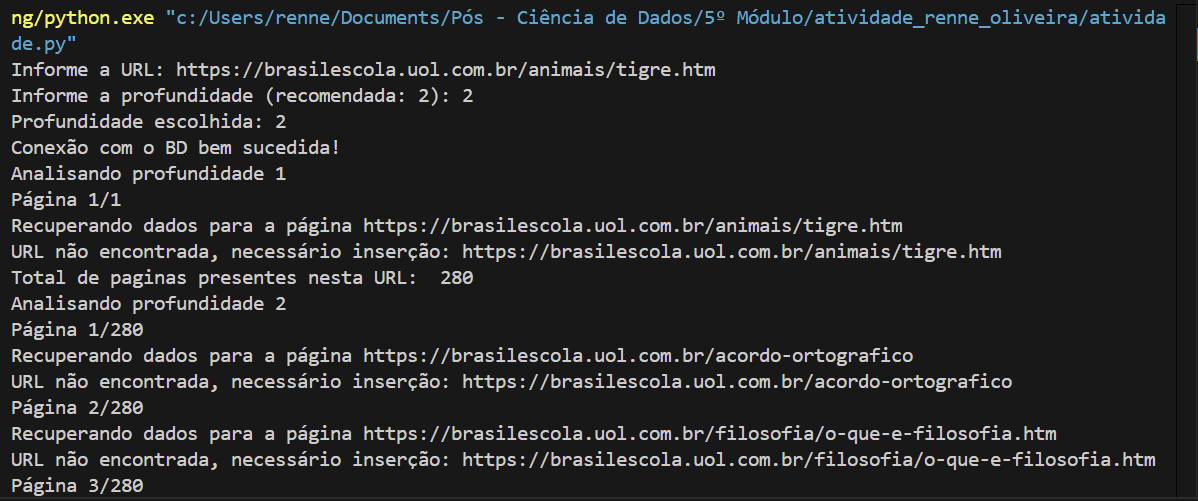 ng/python.exe "c:/Users/renne/Documents/Pós - Ciência de Dados/5º Módulo/atividade_renne_oliveira/ativida
de.py"
Informe a URL: https://brasilescola.uol.com.br/animais/tigre.htm
Informe a profundidade (recomendada: 2): 2
Profundidade escolhida: 2
Conexão com o BD bem sucedida!
Analisando profundidade 1
Página 1/1
Recuperando dados para a página https://brasilescola.uol.com.br/animais/tigre.htm
URL não encontrada, necessário inserção: https://brasilescola.uol.com.br/animais/tigre.htm
Total de paginas presentes nesta URL:  280
Analisando profundidade 2
Página 1/280
Recuperando dados para a página https://brasilescola.uol.com.br/acordo-ortografico
URL não encontrada, necessário inserção: https://brasilescola.uol.com.br/acordo-ortografico
Página 2/280
Recuperando dados para a página https://brasilescola.uol.com.br/filosofia/o-que-e-filosofia.htm
URL não encontrada, necessário inserção: https://brasilescola.uol.com.br/filosofia/o-que-e-filosofia.htm
Página 3/280